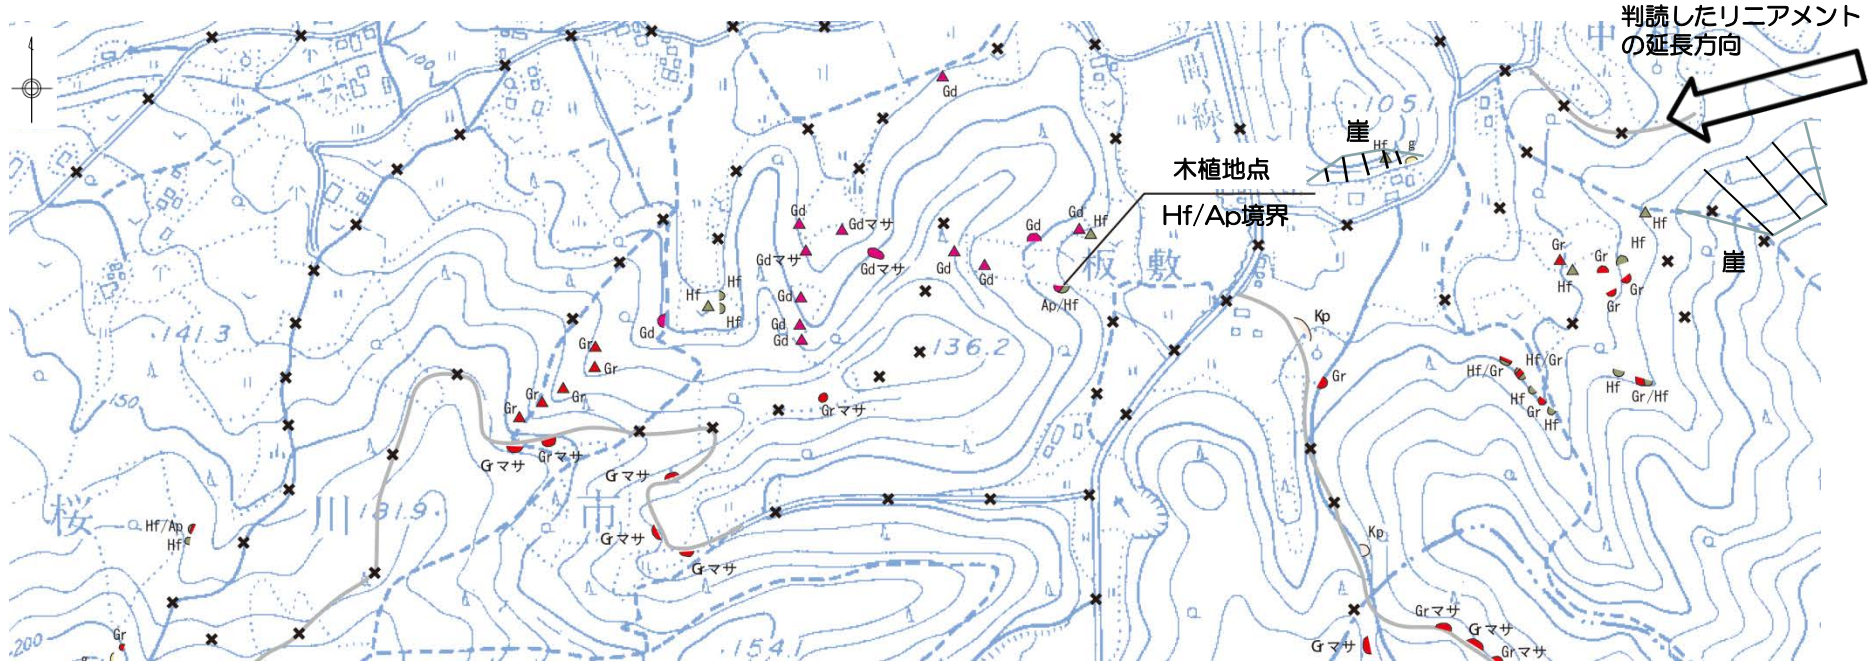 判読したリニアメント
の延長方向
中
Gd
100
105.1
崖
Hf
g
線
木植地点
Hf/Ap境界
Gd
Gdマサ
Gdマサ
Gdマサ
Gd
Gd
Gd
Gd
Hf
板敷
Ap/Hf
Hf
Hf
Hf
Gd
Gd
Gd
Gd
Hf
Gr
Hf
Hf
Gr
Gr
Gr
崖
141.3
136.2
Kp
Gr
Gr
Gr
Gr
Gr
Gr
Grマサ
Hf/Gr
Hf/Gr
Hf
Gr
Hf
Hf
Gr/Hf
150
Grマサ
Grマサ
Grマサ
桜
川
市
181.9
Hf/Ap
Hf
Grマサ
Grマサ
Kp
Gr
200
154.1
Grマサ
Grマサ
Grマサ
Grマサ